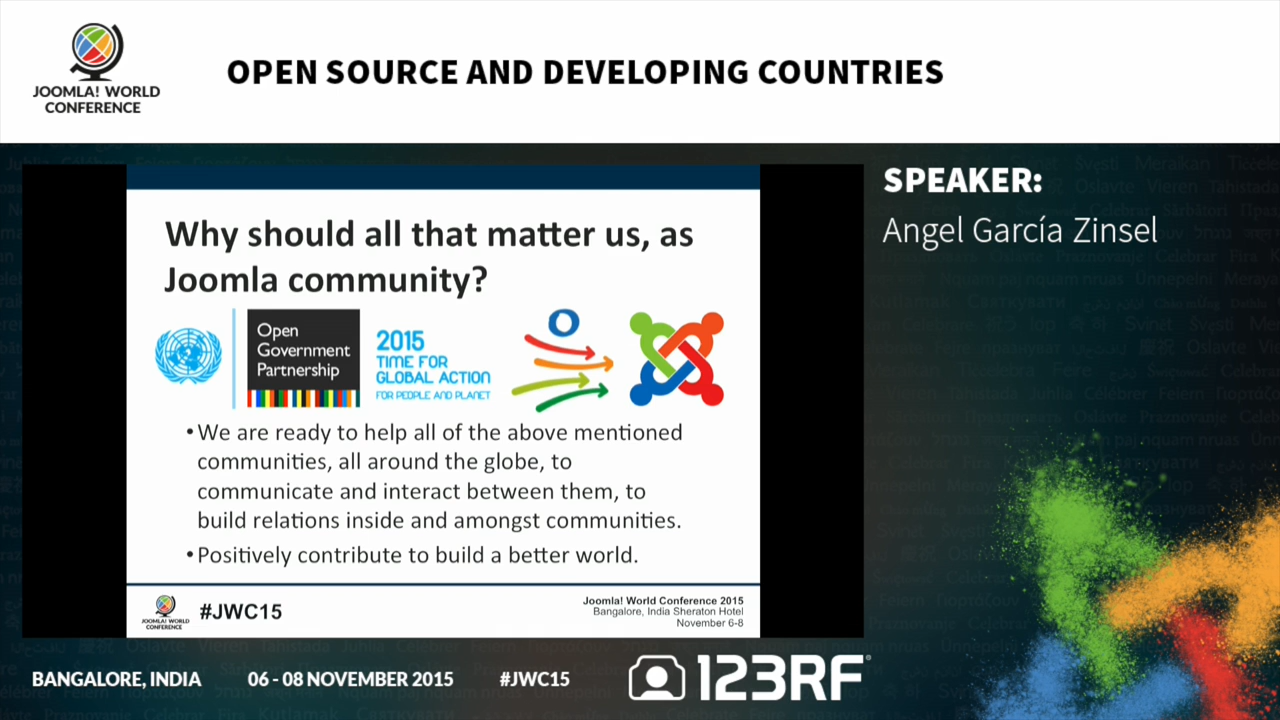 JOOMLA! WORLD
CONFERENCE
OPEN SOURCE AND DEVELOPING COUNTRIES
SPEAKER:
Angel García Zinsel
Why should all that matter us, as
Joomla community?
Open
Government
Partnership
2015
TIME FOR
GLOBAL ACTION
FOR PEOPLE AND PLANET
•We are ready to help all of the above mentioned
communities, all around the globe, to
communicate and interact between them, to
build relations inside and amongst communities.
•Positively contribute to build a better world.
JOOMLA! WORLD
CONFERENCE
#JWC15
Joomla! World Conference 2015
Bangalore, India Sheraton Hotel
November 6-8
BANGALORE, INDIA
06 - 08 NOVEMBER 2015
#JWC15
123RF®